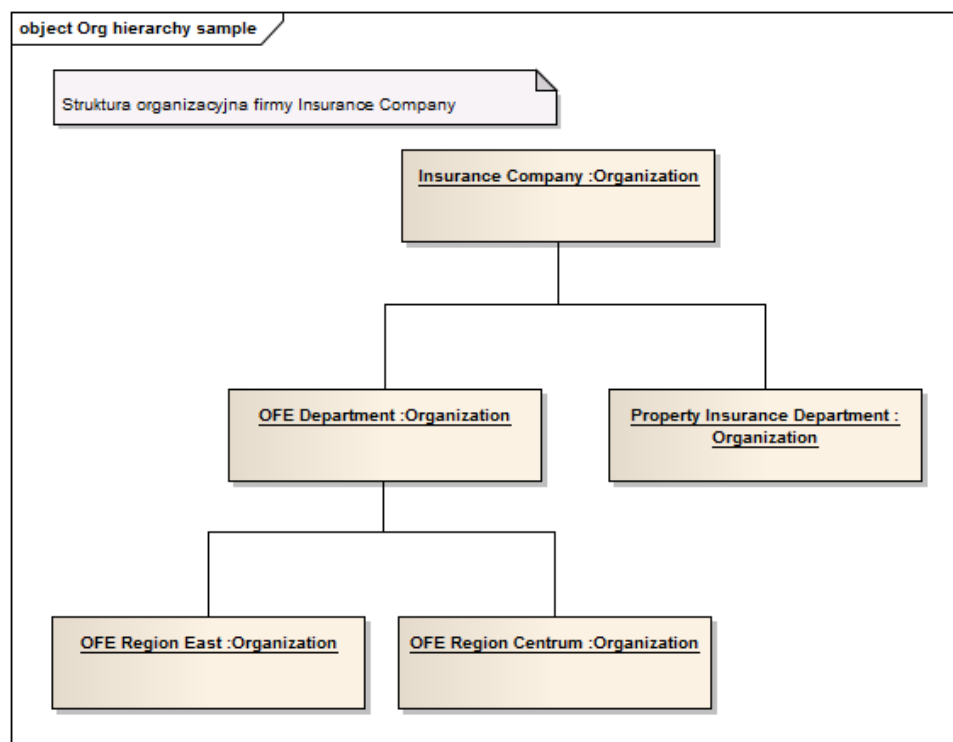 object Org hierarchy sample
Struktura organizacyjna firmy Insurance Company
Insurance Company :Organization
OFE Department :Organization
Property Insurance Department :
Organization
OFE Region East :Organization
OFE Region Centrum :Organization